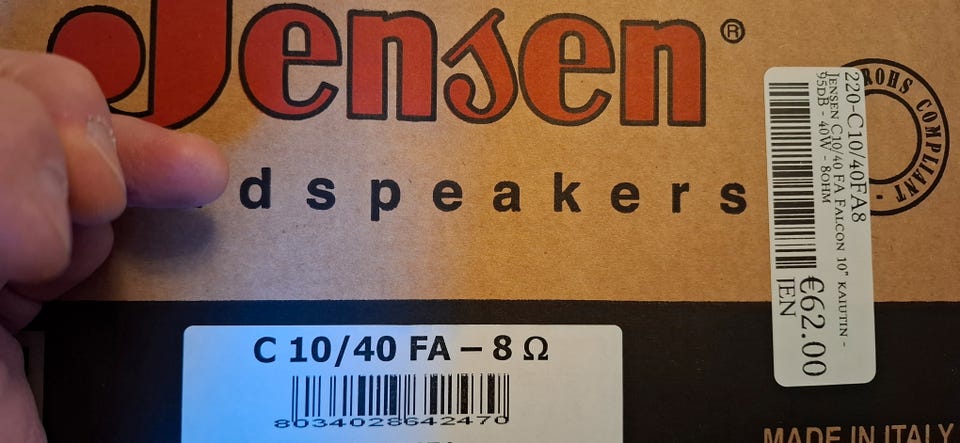 Jensen®
dspeakers
ROHS COMPLIANT
220-C10/40FA8
JENSEN C10/40 FA FALCON 10" KAIUTIN -
95DB - 40W - 8OHM
€62.00
JEN
C 10/40 FA – 8 Ω
8034028642470
MADE IN ITALY